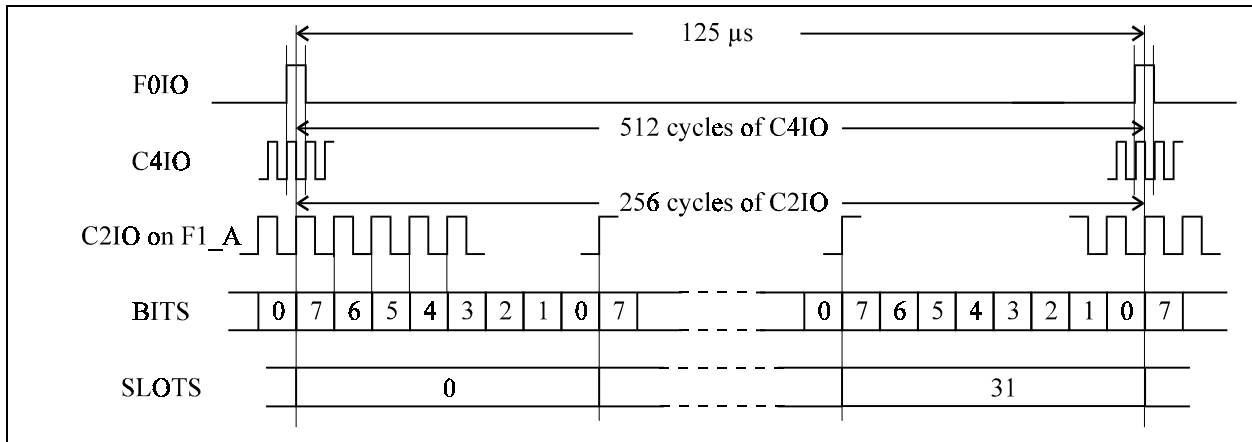 125 µs
F0IO
512 cycles of C4IO
C4IO
256 cycles of C2IO
C2IO on F1_A
BITS 0 7 6 5 4 3 2 1 0 7 0 7 6 5 4 3 2 1 0 7
SLOTS 0 31